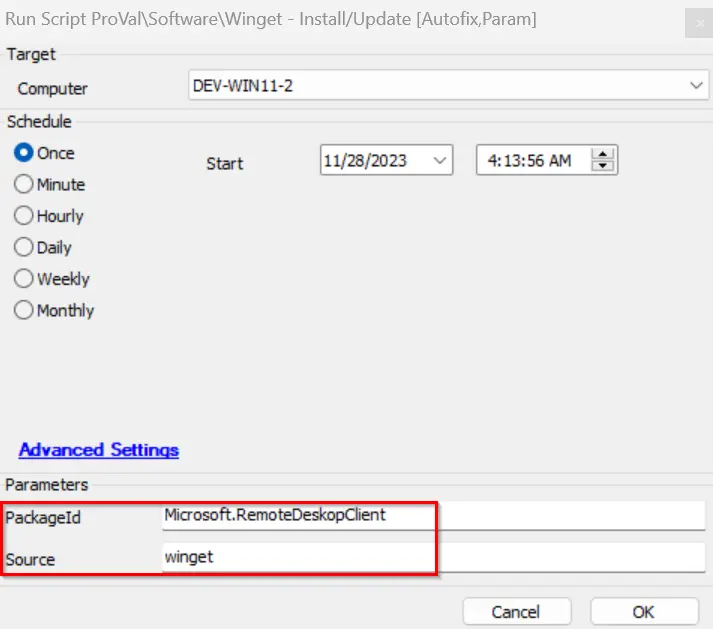 Run Script ProVal\Software\Winget - Install/Update [Autofix,Param]
x
Target
Computer DEV-WIN11-2
Schedule
Once Start 11/28/2023 4:13:56 AM
Minute
Hourly
Daily
Weekly
Monthly
Advanced Settings
Parameters
PackageId Microsoft.RemoteDeskopClient
Source winget
Cancel OK